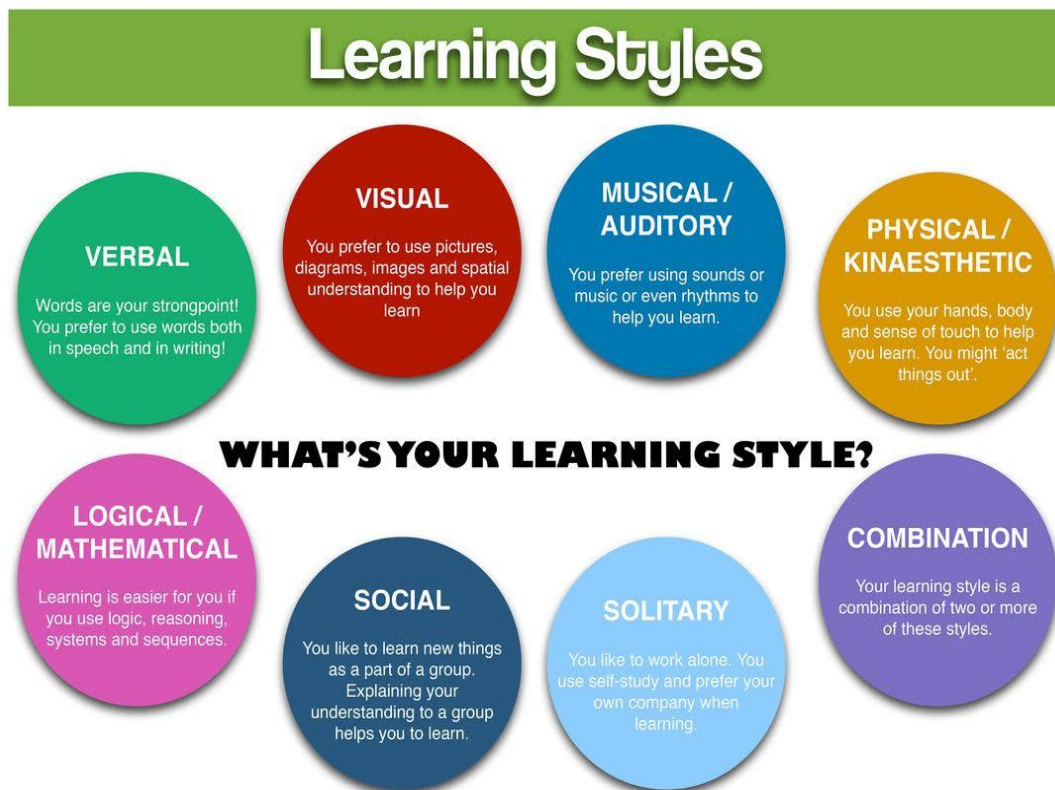 Learning Styles
VERBAL
Words are your strongpoint!
You prefer to use words both
in speech and in writing!
VISUAL
You prefer to use pictures,
diagrams, images and spatial
understanding to help you
learn
MUSICAL /
AUDITORY
You prefer using sounds or
music or even rhythms to
help you learn.
PHYSICAL /
KINAESTHETIC
You use your hands, body
and sense of touch to help
you learn. You might ‘act
things out’.
WHAT’S YOUR LEARNING STYLE?
LOGICAL /
MATHEMATICAL
Learning is easier for you if
you use logic, reasoning,
systems and sequences.
SOCIAL
You like to learn new things
as a part of a group.
Explaining your
understanding to a group
helps you to learn.
SOLITARY
You like to work alone. You
use self-study and prefer your
own company when
learning.
COMBINATION
Your learning style is a
combination of two or more
of these styles.